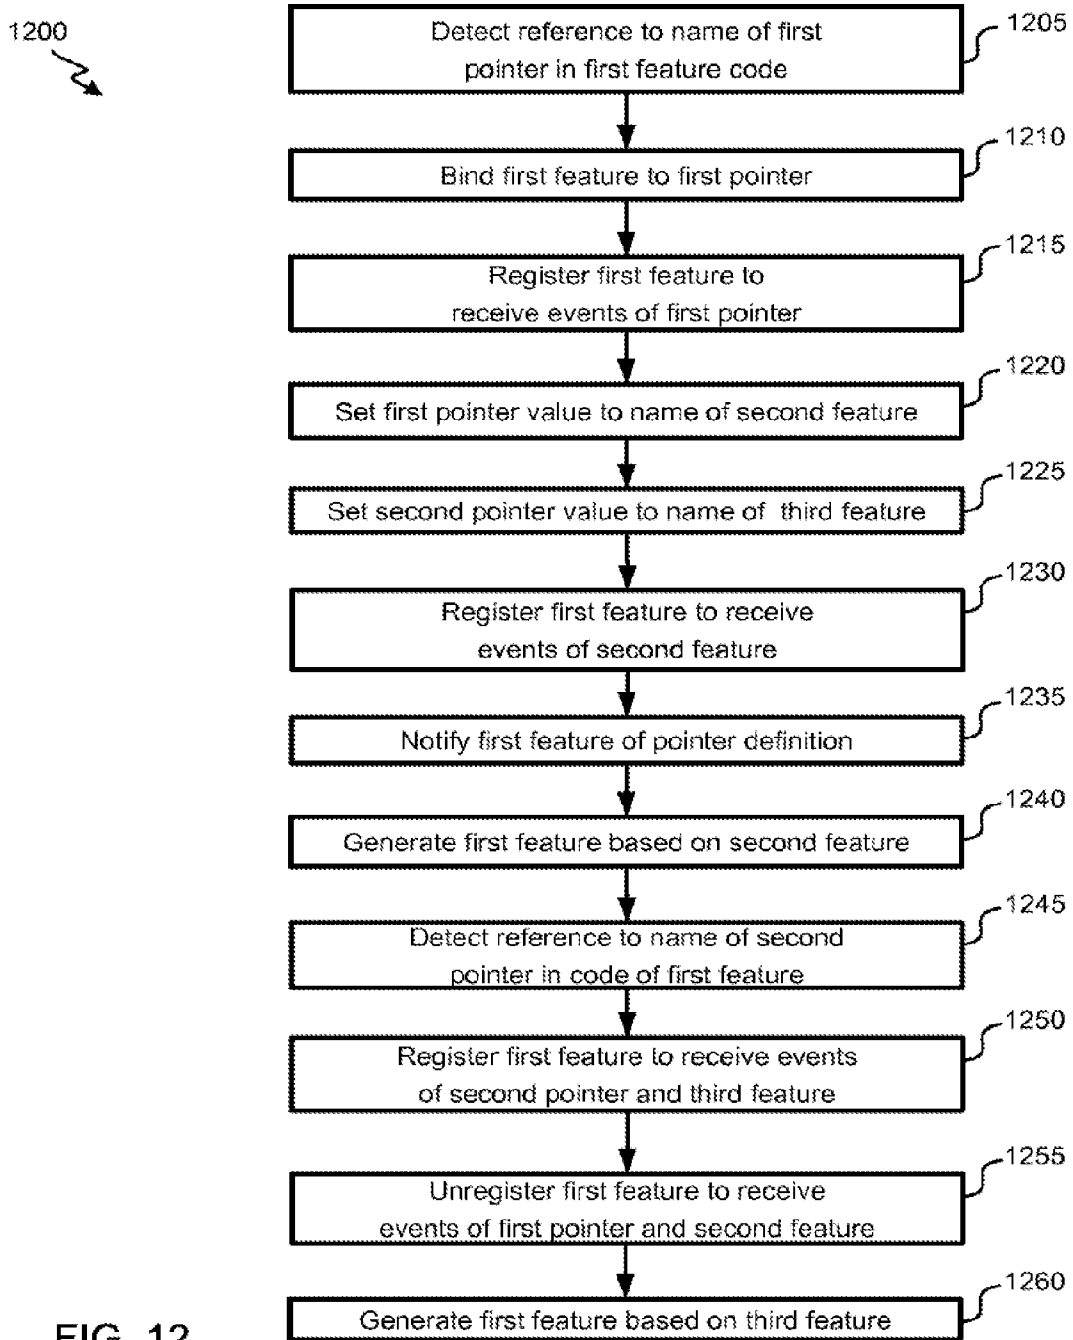 1200
Detect reference to name of first
pointer in first feature code
1205
Bind first feature to first pointer
1210
Register first feature to
receive events of first pointer
1215
Set first pointer value to name of second feature
1220
Set second pointer value to name of third feature
1225
Register first feature to receive
events of second feature
1230
Notify first feature of pointer definition
1235
Generate first feature based on second feature
1240
Detect reference to name of second
pointer in code of first feature
1245
Register first feature to receive events
of second pointer and third feature
1250
Unregister first feature to receive
events of first pointer and second feature
1255
Generate first feature based on third feature
1260
FIG. 12